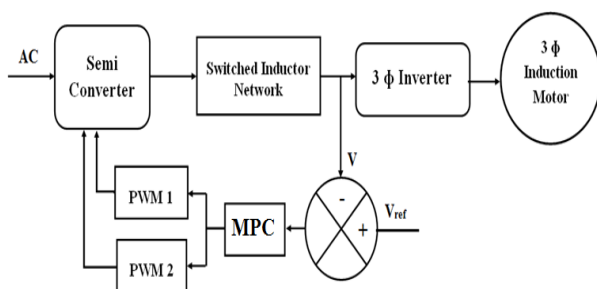 AC
Semi
Converter
Switched Inductor
Network
3 ϕ Inverter
3 ϕ
Induction
Motor
V
-
+
Vref
MPC
PWM 1
PWM 2